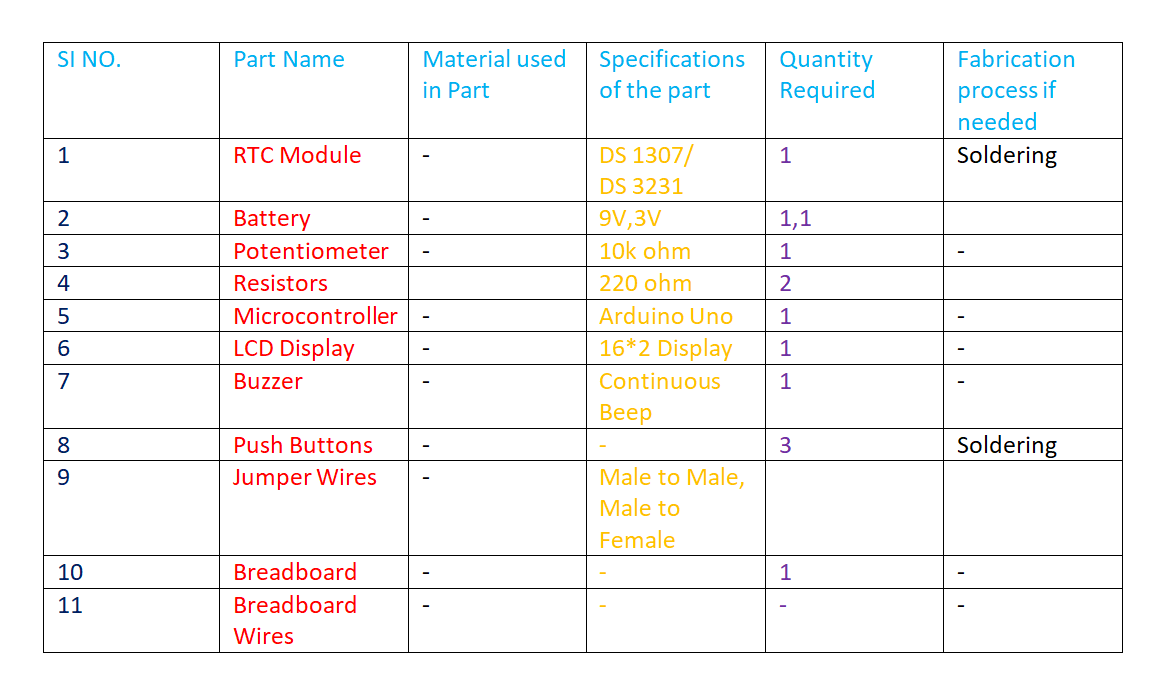 SI NO. Part Name Material used Specifications Quantity Fabrication
in Part of the part Required process if
needed
1 RTC Module - DS 1307/ 1 Soldering
DS 3231
2 Battery - 9V,3V 1,1
3 Potentiometer - 10k ohm 1 -
4 Resistors 220 ohm 2
5 Microcontroller - Arduino Uno 1 -
6 LCD Display - 16*2 Display 1 -
7 Buzzer - Continuous 1 -
Beep
8 Push Buttons - - 3 Soldering
9 Jumper Wires - Male to Male,
Male to
Female
10 Breadboard - - 1 -
11 Breadboard - - - -
Wires